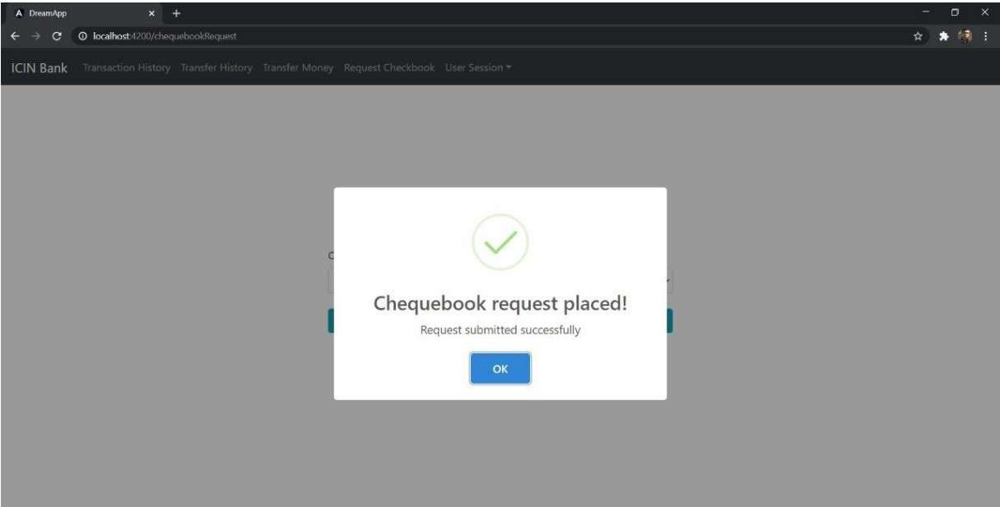 DreamApp
localhost:4200/chequebookRequest
ICIN Bank Transaction History Transfer History Transfer Money Request Checkbook User Session
Chequebook request placed!
Request submitted successfully
OK